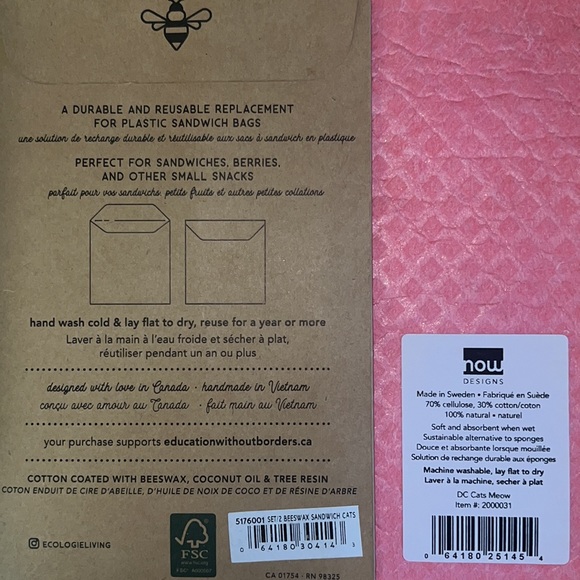 A DURABLE AND REUSABLE REPLACEMENT
FOR PLASTIC SANDWICH BAGS
une solution de rechange durable et réutilisable aux sacs à sandwich en plastique
PERFECT FOR SANDWICHES, BERRIES,
AND OTHER SMALL SNACKS
parfait pour vos sandwichs, petits fruits et autres petites collations
hand wash cold & lay flat to dry, reuse for a year or more
Laver à la main à l'eau froide et sécher à plat,
réutiliser pendant un an ou plus
designed with love in Canada · handmade in Vietnam
conçu avec amour au Canada · fait main au Vietnam
your purchase supports educationwithoutborders.ca
COTTON COATED WITH BEESWAX, COCONUT OIL & TREE RESIN
COTON ENDUIT DE CIRE D'ABEILLE, D'HUILE DE NOIX DE COCO ET DE RÉSINE D'ARBRE
ECOLOGIELIVING
FSC
5176001 SET/2 BEESWAX SANDWICH CATS
0 64180 30414 3
CA 01754 - RN 98325
now
DESIGNS
Made in Sweden • Fabriqué en Suède
70% cellulose, 30% cotton/coton
100% natural • naturel
Soft and absorbent when wet
Sustainable alternative to sponges
Douce et absorbante lorsque mouillée
Solution de rechange durable aux éponges
Machine washable, lay flat to dry
Laver à la machine, secher à plat
DC Cats Meow
Item #: 2000031
0 64180 25145 4